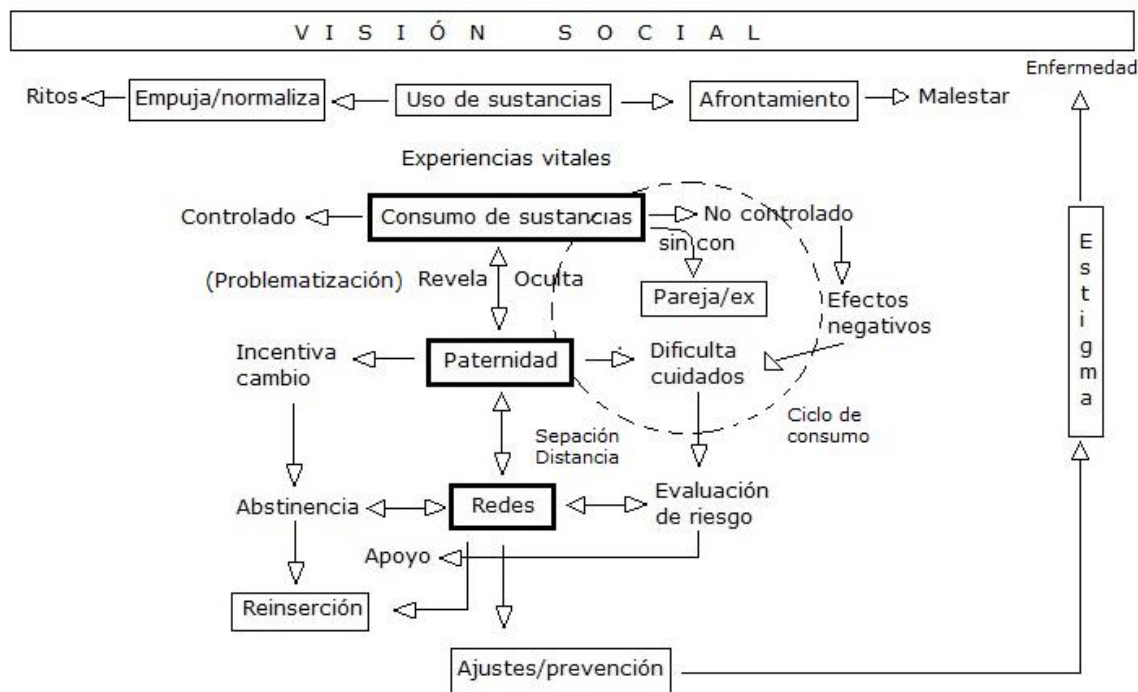 VISIÓN SOCIAL
Enfermedad
Ritos Empuja/normaliza Uso de sustancias Afrontamiento Malestar
Experiencias vitales
Controlado Consumo de sustancias No controlado
sin con
(Problematización) Revela Oculta
Pareja/ex
Efectos
negativos
Incentiva
cambio
Paternidad
Dificulta
cuidados
Ciclo de
consumo
Sepación
Distancia
Abstinencia Redes
Evaluación
de riesgo
Apoyo
Reinserción
Ajustes/prevención
Estigma